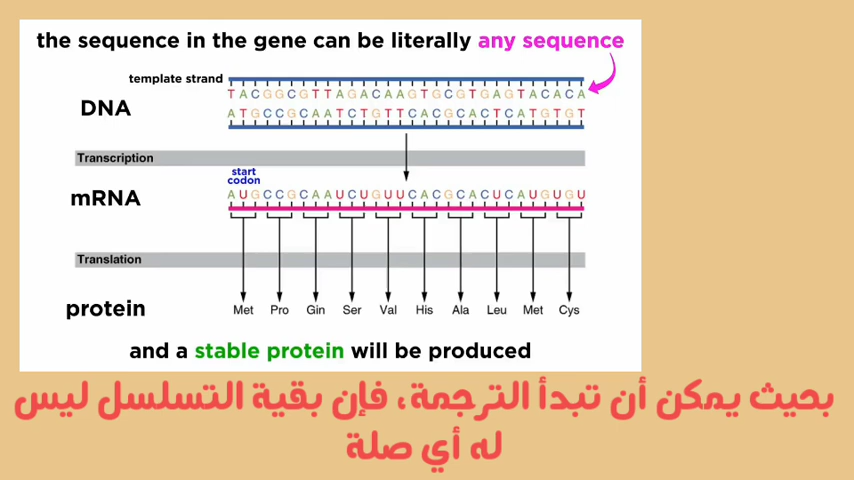 the sequence in the gene can be literally any sequence
template strand
TACGGCGTTAGACAAGTGCGTGAGTACACA
DNA
ATGCCGCAATCTGTTCACGCACTCATGTGT
Transcription
start
codon
mRNA
AUGCCGCAAUCUGUUCACGCACUCAUGUGU
Translation
protein
Met Pro Gin Ser Val His Ala Leu Met Cys
and a stable protein will be produced
بحيث يمكن أن تبدأ الترجمة، فإن بقية التسلسل ليس
له أي صلة